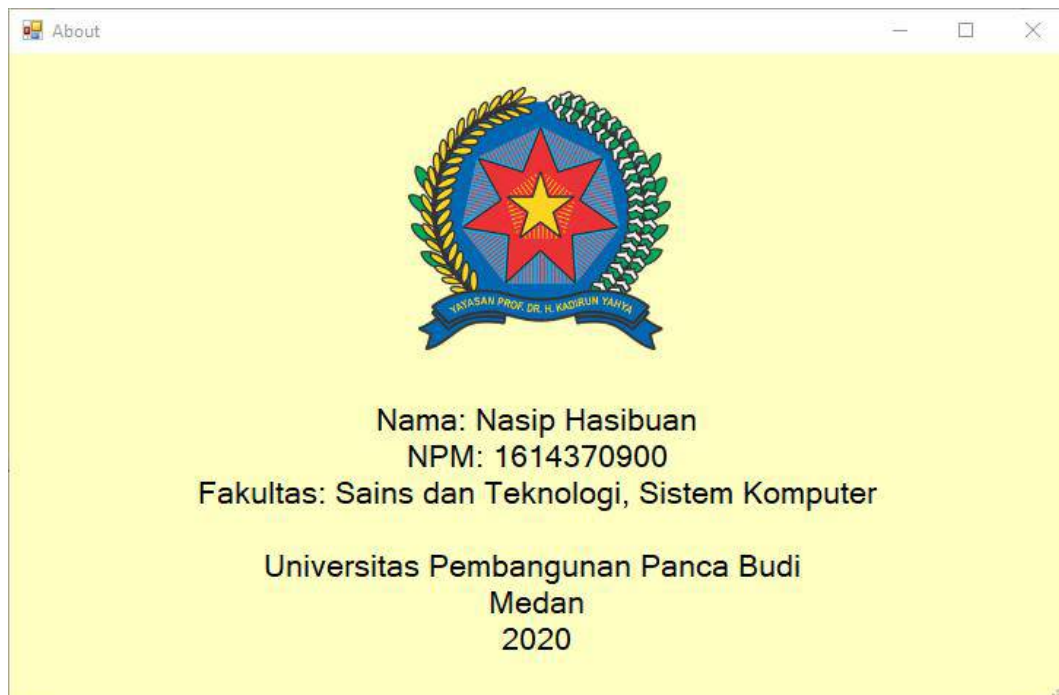 About
YAYASAN PROF. DR. H. KADIRUN YAHYA
Nama: Nasip Hasibuan
NPM: 1614370900
Fakultas: Sains dan Teknologi, Sistem Komputer
Universitas Pembangunan Panca Budi
Medan
2020